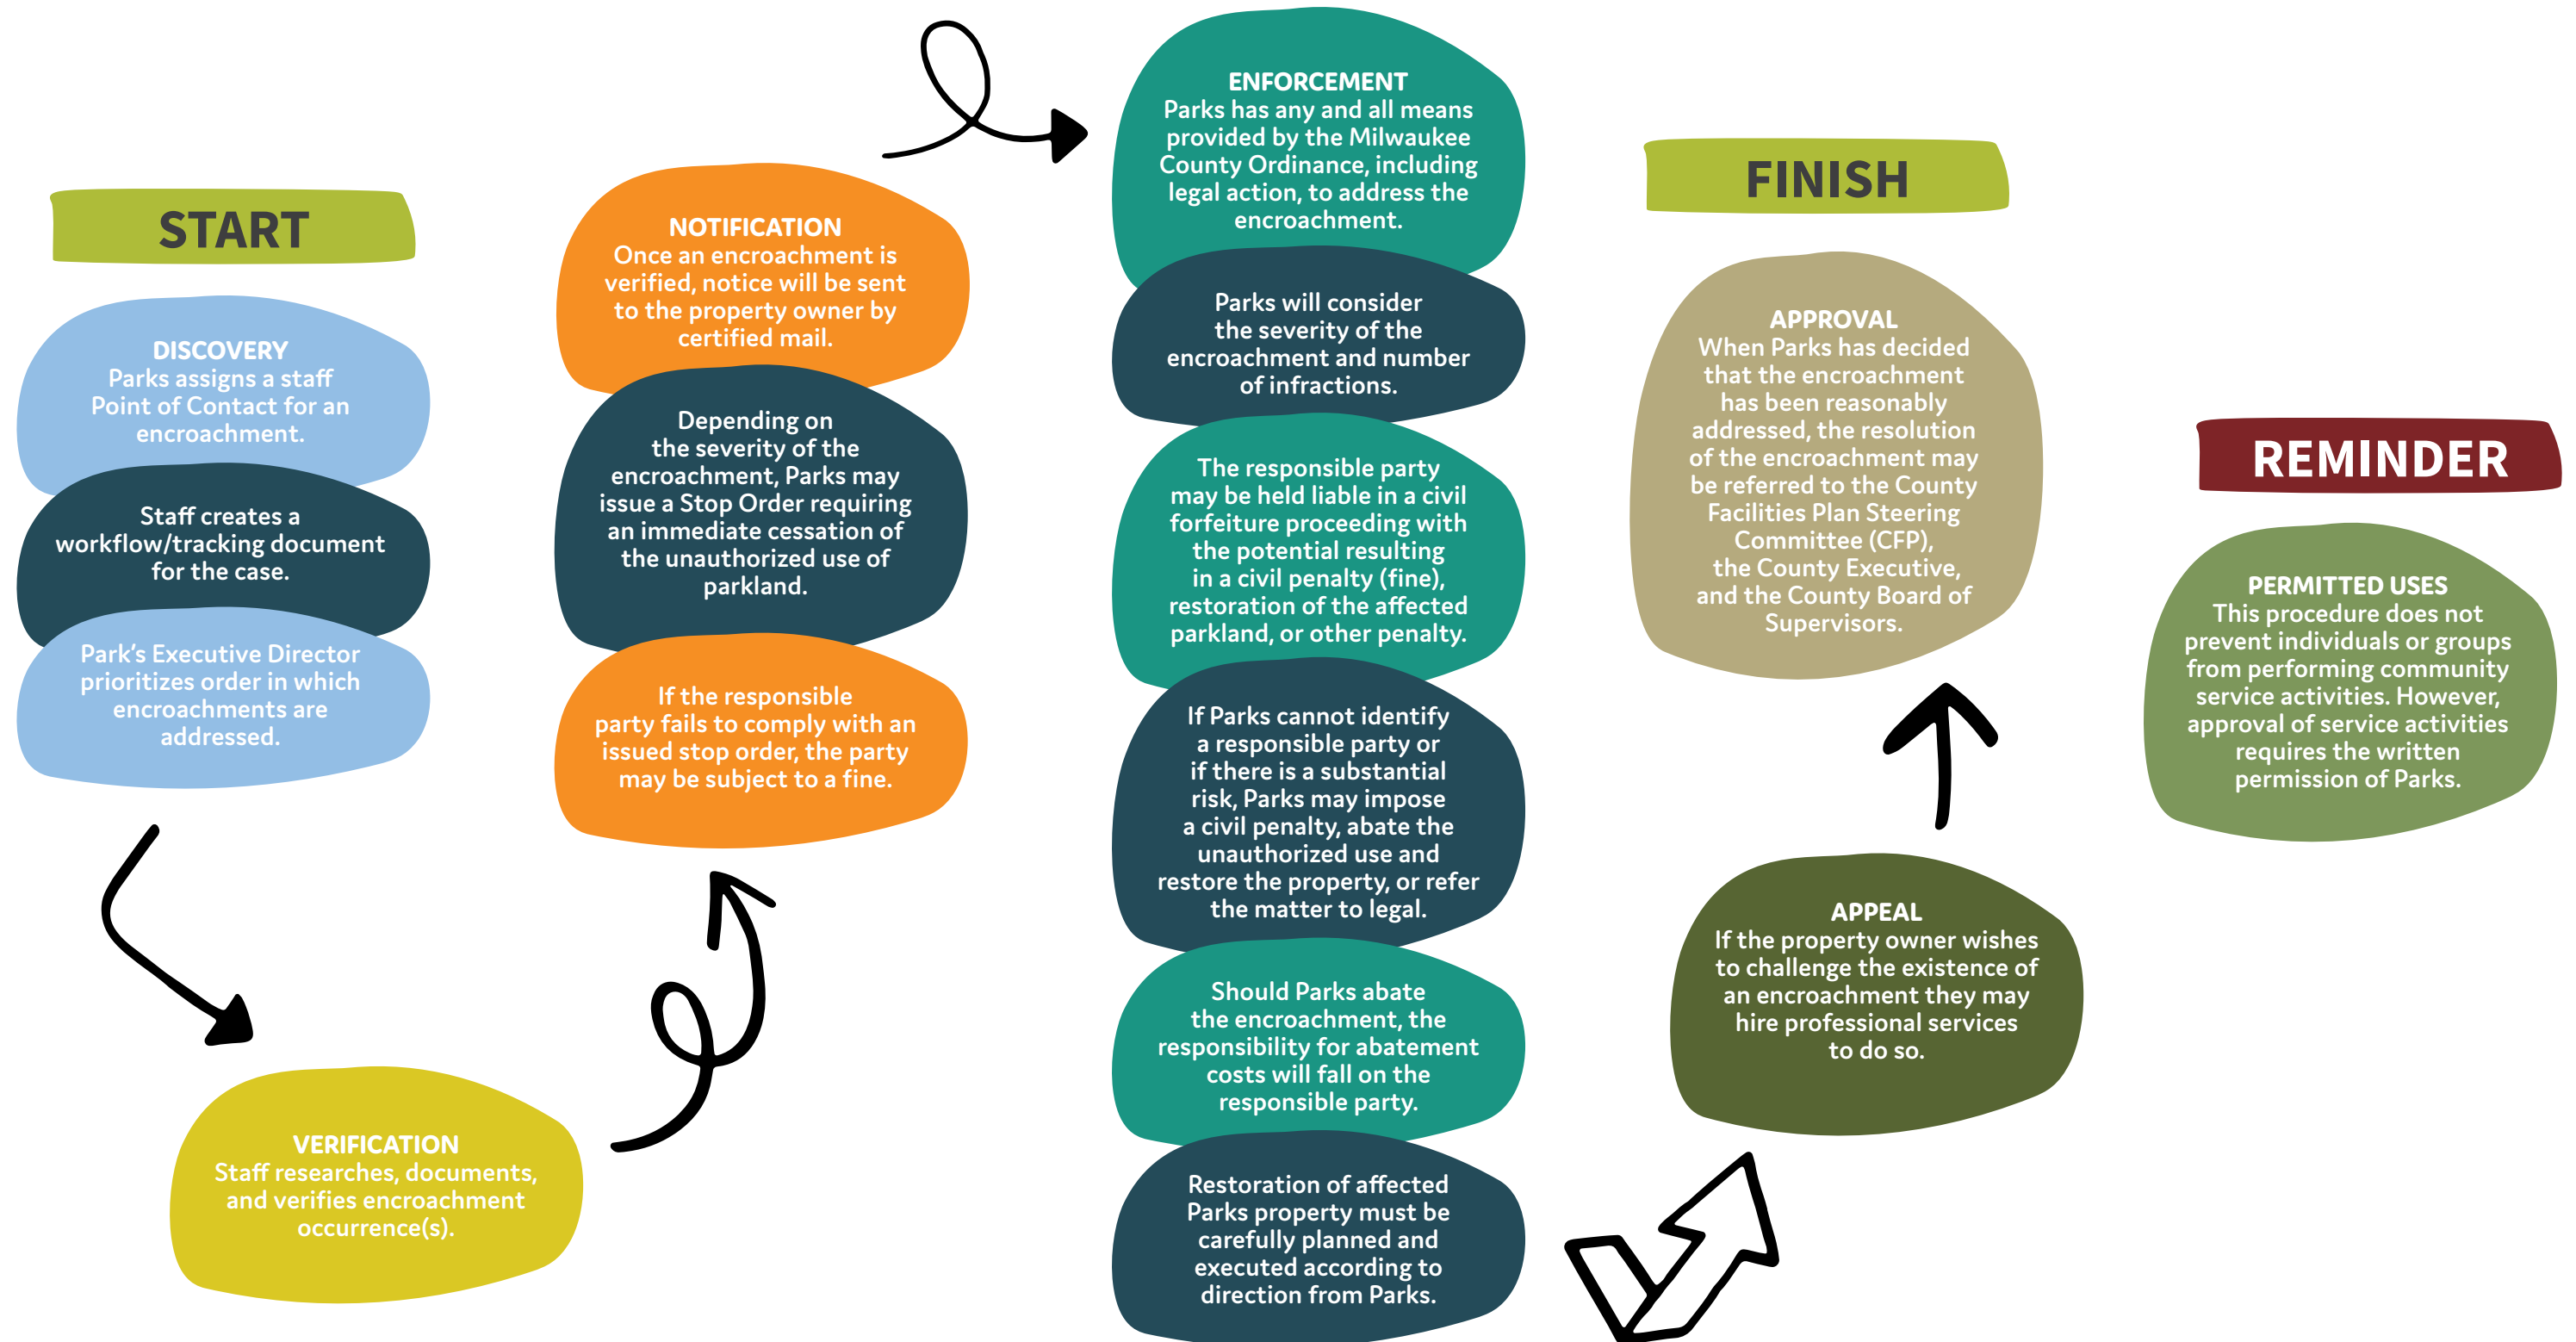 START
DISCOVERY
Parks assigns a staff
Point of Contact for an
encroachment.
Staff creates a
workflow/tracking document
for the case.
Park's Executive Director
prioritizes order in which
encroachments are
addressed.
VERIFICATION
Staff researches, documents,
and verifies encroachment
occurrence(s).
NOTIFICATION
Once an encroachment is
verified, notice will be sent
to the property owner by
certified mail.
Depending on
the severity of the
encroachment, Parks may
issue a Stop Order requiring
an immediate cessation of
the unauthorized use of
parkland.
If the responsible
party fails to comply with an
issued stop order, the party
may be subject to a fine.
ENFORCEMENT
Parks has any and all means
provided by the Milwaukee
County Ordinance, including
legal action, to address the
encroachment.
Parks will consider
the severity of the
encroachment and number
of infractions.
The responsible party
may be held liable in a civil
forfeiture proceeding with
the potential resulting
in a civil penalty (fine),
restoration of the affected
parkland, or other penalty.
If Parks cannot identify
a responsible party or
if there is a substantial
risk, Parks may impose
a civil penalty, abate the
unauthorized use and
restore the property, or refer
the matter to legal.
Should Parks abate
the encroachment, the
responsibility for abatement
costs will fall on the
responsible party.
Restoration of affected
Parks property must be
carefully planned and
executed according to
direction from Parks.
APPEAL
If the property owner wishes
to challenge the existence of
an encroachment they may
hire professional services
to do so.
FINISH
APPROVAL
When Parks has decided
that the encroachment
has been reasonably
addressed, the resolution
of the encroachment may
be referred to the County
Facilities Plan Steering
Committee (CFP),
the County Executive,
and the County Board of
Supervisors.
REMINDER
PERMITTED USES
This procedure does not
prevent individuals or groups
from performing community
service activities. However,
approval of service activities
requires the written
permission of Parks.